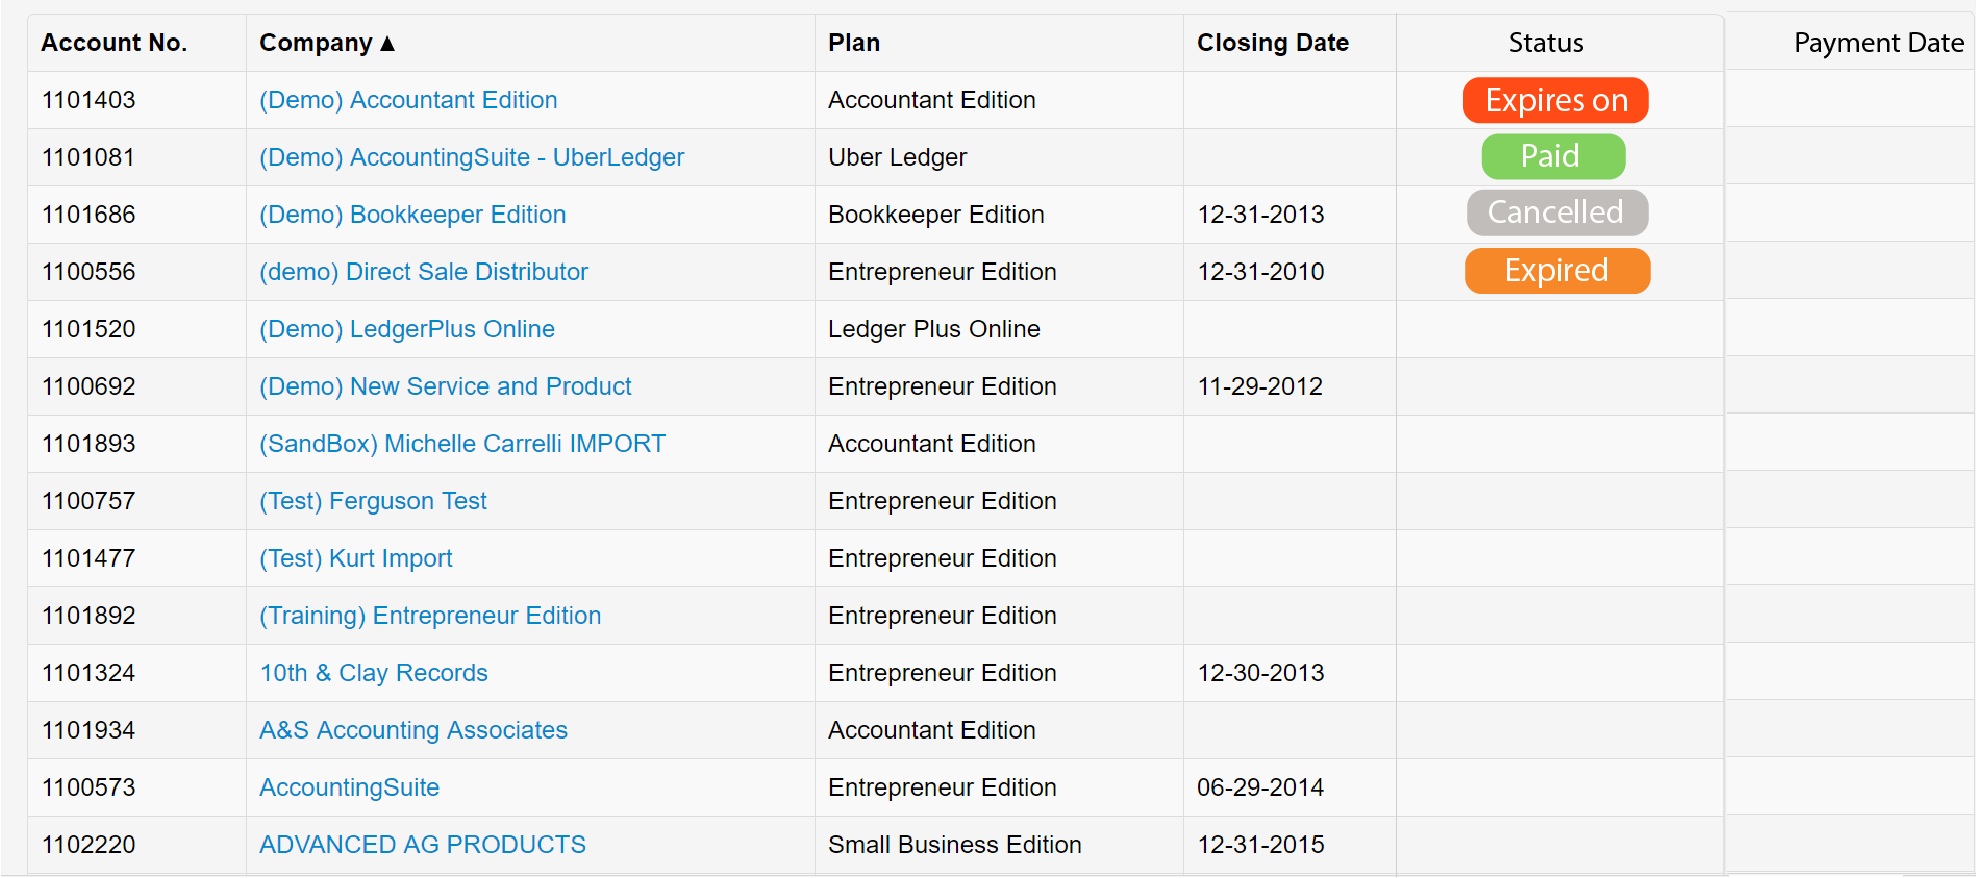 Account No. Company ▲ Plan Closing Date Status Payment Date
1101403 (Demo) Accountant Edition Accountant Edition Expires on
1101081 (Demo) AccountingSuite - UberLedger Uber Ledger Paid
1101686 (Demo) Bookkeeper Edition Bookkeeper Edition 12-31-2013 Cancelled
1100556 (demo) Direct Sale Distributor Entrepreneur Edition 12-31-2010 Expired
1101520 (Demo) LedgerPlus Online Ledger Plus Online
1100692 (Demo) New Service and Product Entrepreneur Edition 11-29-2012
1101893 (SandBox) Michelle Carrelli IMPORT Accountant Edition
1100757 (Test) Ferguson Test Entrepreneur Edition
1101477 (Test) Kurt Import Entrepreneur Edition
1101892 (Training) Entrepreneur Edition Entrepreneur Edition
1101324 10th & Clay Records Entrepreneur Edition 12-30-2013
1101934 A&S Accounting Associates Accountant Edition
1100573 AccountingSuite Entrepreneur Edition 06-29-2014
1102220 ADVANCED AG PRODUCTS Small Business Edition 12-31-2015